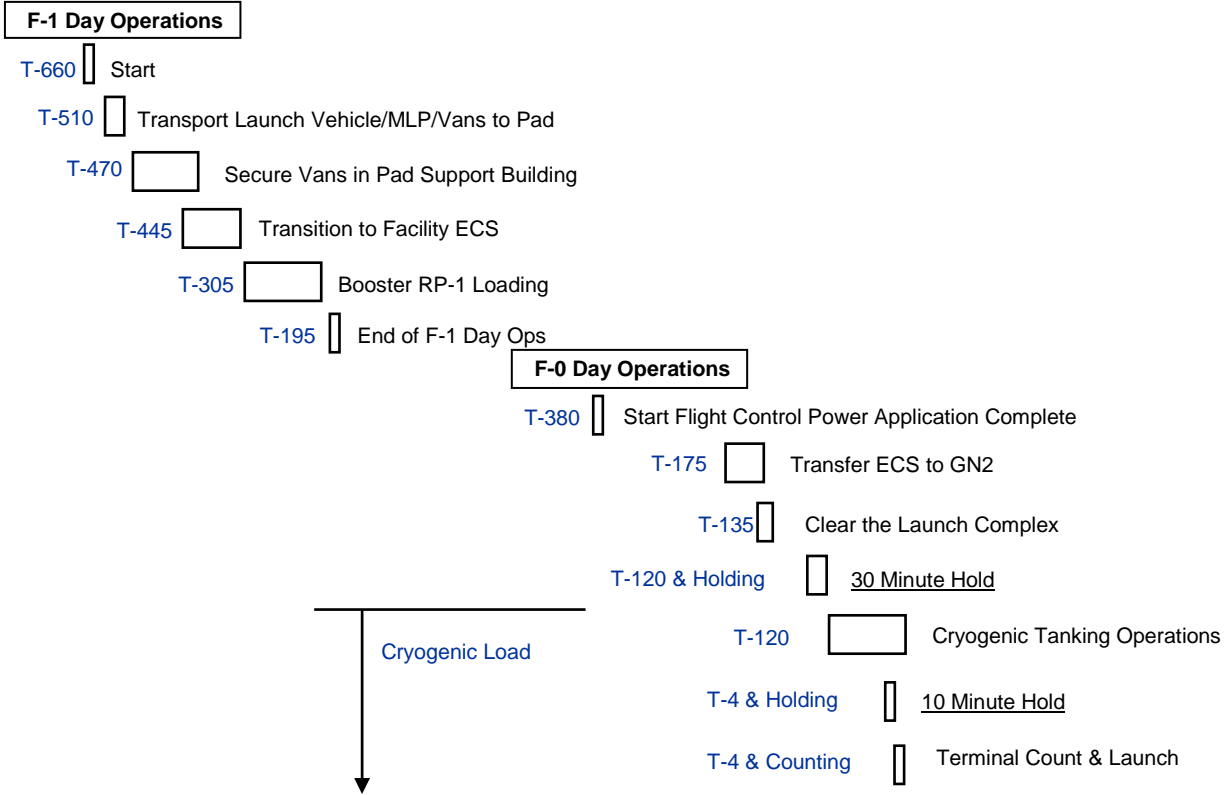 F-1 Day Operations
T-660 Start
T-510 Transport Launch Vehicle/MLP/Vans to Pad
T-470 Secure Vans in Pad Support Building
T-445 Transition to Facility ECS
T-305 Booster RP-1 Loading
T-195 End of F-1 Day Ops
F-0 Day Operations
T-380 Start Flight Control Power Application Complete
T-175 Transfer ECS to GN2
T-135 Clear the Launch Complex
T-120 & Holding 30 Minute Hold
T-120 Cryogenic Tanking Operations
Cryogenic Load
T-4 & Holding 10 Minute Hold
T-4 & Counting Terminal Count & Launch